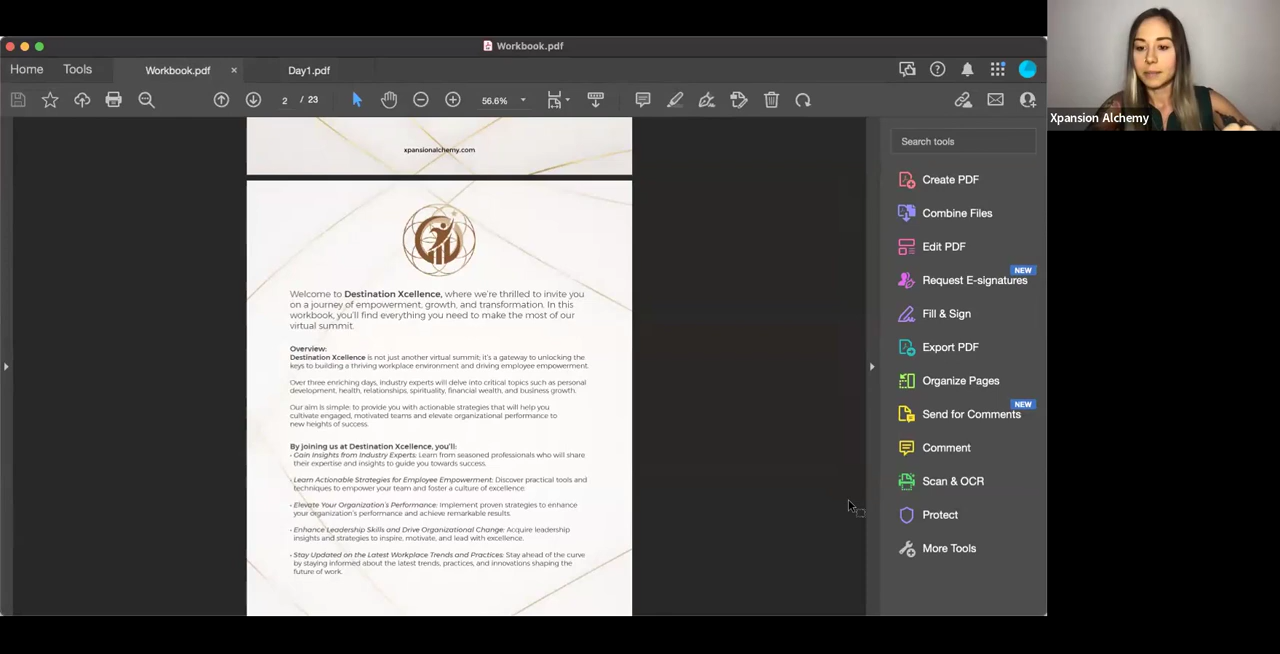 Workbook.pdf
Home Tools Workbook.pdf × Day1.pdf
2 / 23 56.6%
Xpansion Alchemy
xpansionalchemy.com
Welcome to Destination Xcellence, where we're thrilled to invite you
on a journey of empowerment, growth, and transformation. In this
workbook, you'll find everything you need to make the most of our
virtual summit.
Overview:
Destination Xcellence is not just another virtual summit; it's a gateway to unlocking the
keys to building a thriving workplace environment and driving employee empowerment.
Over three enriching days, industry experts will delve into critical topics such as personal
development, health, relationships, spirituality, financial wealth, and business growth.
Our aim is simple: to provide you with actionable strategies that will help you
cultivate engaged, motivated teams and elevate organizational performance to
new heights of success.
By joining us at Destination Xcellence, you'll:
• Gain Insights from Industry Experts: Learn from seasoned professionals who will share
their expertise and insights to guide you towards success.
• Learn Actionable Strategies for Employee Empowerment: Discover practical tools and
techniques to empower your team and foster a culture of excellence.
• Elevate Your Organization's Performance: Implement proven strategies to enhance
your organization's performance and achieve remarkable results.
• Enhance Leadership Skills and Drive Organizational Change: Acquire leadership
insights and strategies to inspire, motivate, and lead with excellence.
• Stay Updated on the Latest Workplace Trends and Practices: Stay ahead of the curve
by staying informed about the latest trends, practices, and innovations shaping the
future of work.
Search tools
Create PDF
Combine Files
Edit PDF
NEW
Request E-signatures
Fill & Sign
Export PDF
Organize Pages
NEW
Send for Comments
Comment
Scan & OCR
Protect
More Tools